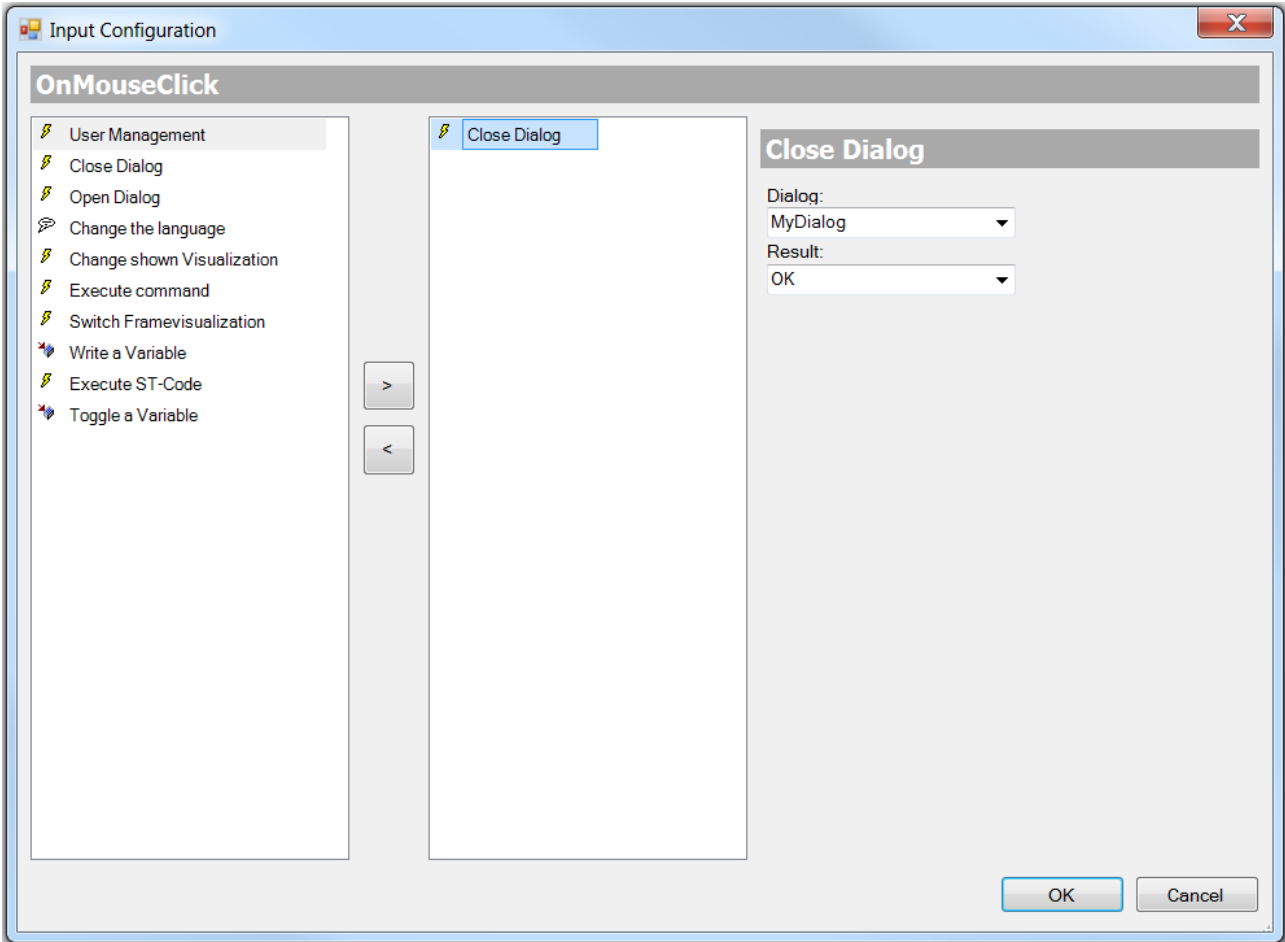 Input Configuration
X
OnMouseClick
User Management
Close Dialog
Open Dialog
Change the language
Change shown Visualization
Execute command
Switch Framevisualization
Write a Variable
Execute ST-Code
Toggle a Variable
>
<
Close Dialog
Close Dialog
Dialog:
MyDialog
Result:
OK
OK
Cancel